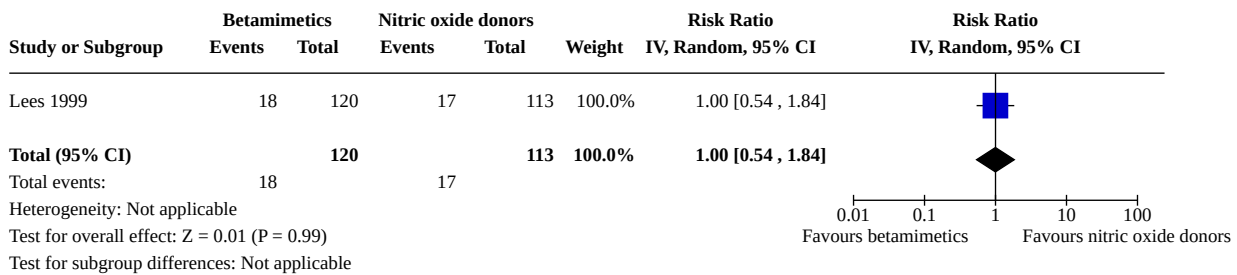 Betamimetics Nitric oxide donors Risk Ratio Risk Ratio
Study or Subgroup Events Total Events Total Weight IV, Random, 95% CI IV, Random, 95% CI
Lees 1999 18 120 17 113 100.0% 1.00 [0.54 , 1.84]
Total (95% CI) 120 113 100.0% 1.00 [0.54 , 1.84]
Total events: 18 17
Heterogeneity: Not applicable
0.01 0.1 1 10 100
Test for overall effect: Z = 0.01 (P = 0.99) Favours betamimetics Favours nitric oxide donors
Test for subgroup differences: Not applicable